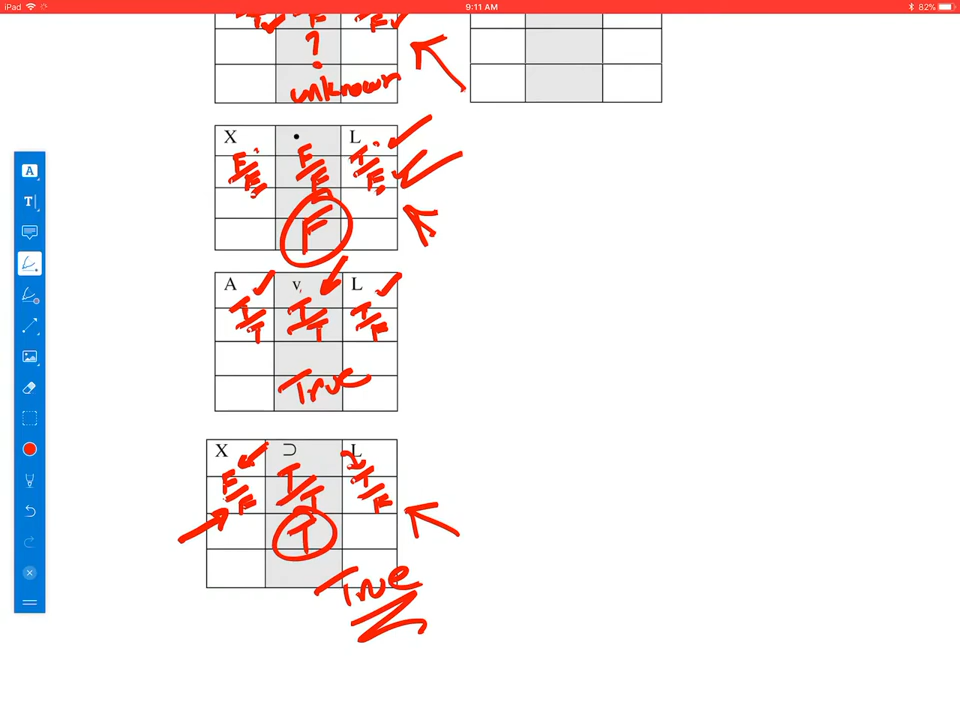 iPad 9:11 AM 82%
?
unknown
X • L
F/F F/F T/F
F
A v L
T/T T/T T/F
True
X ⊃ L
F/F T/T T/F
T
True
A
T